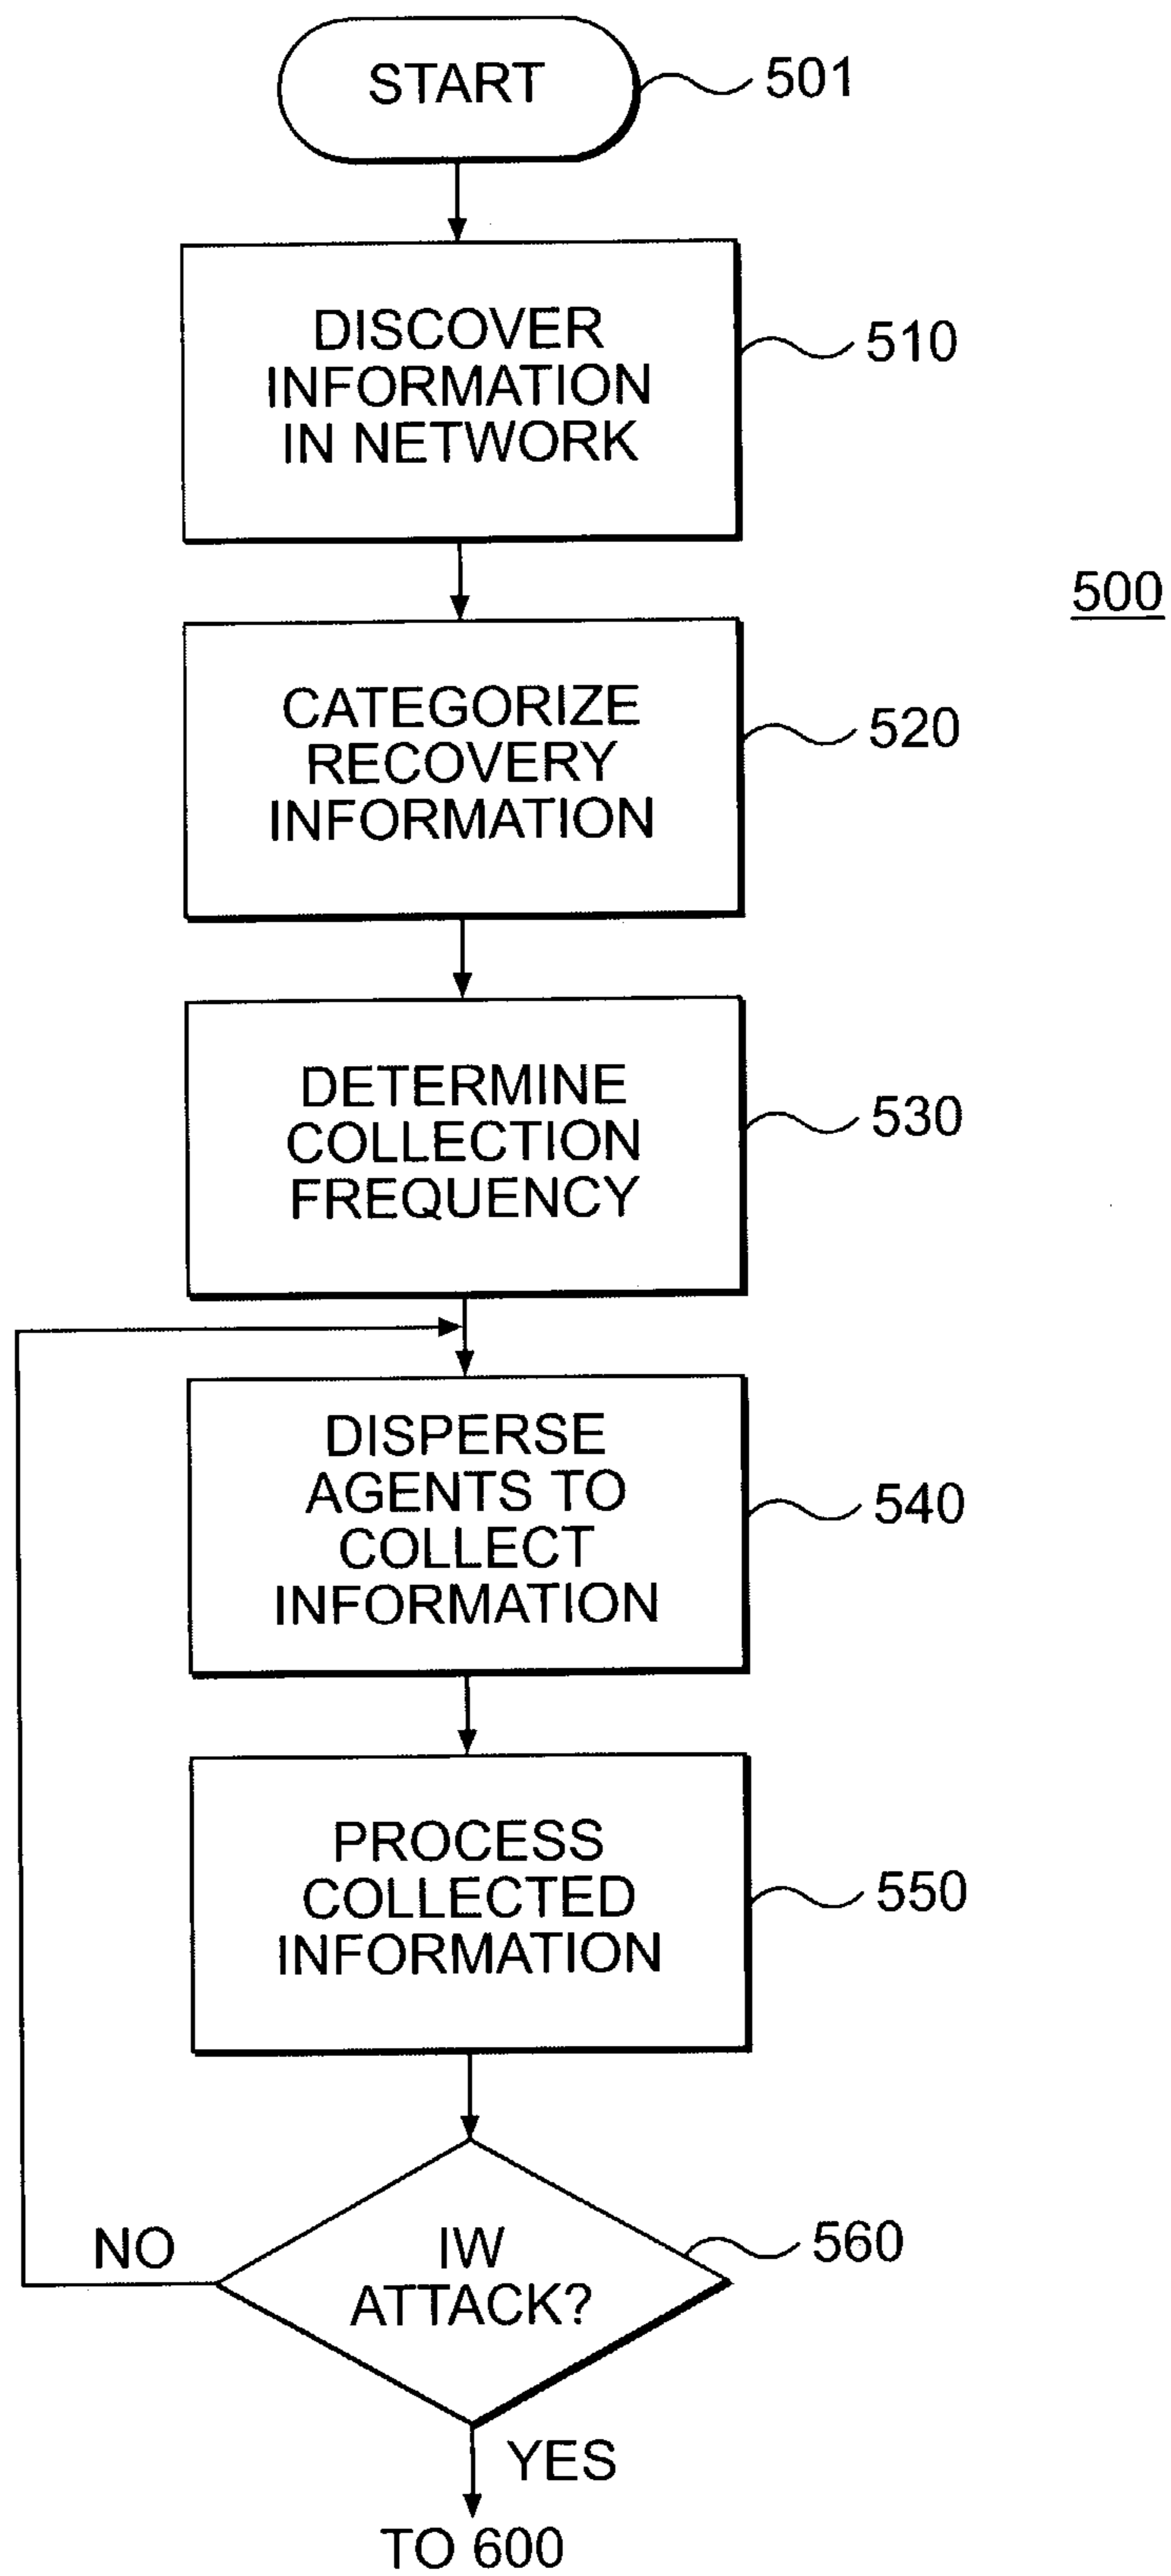 START
501
DISCOVER
INFORMATION
IN NETWORK
510
500
CATEGORIZE
RECOVERY
INFORMATION
520
DETERMINE
COLLECTION
FREQUENCY
530
DISPERSE
AGENTS TO
COLLECT
INFORMATION
540
PROCESS
COLLECTED
INFORMATION
550
NO
IW
ATTACK?
560
YES
TO 600